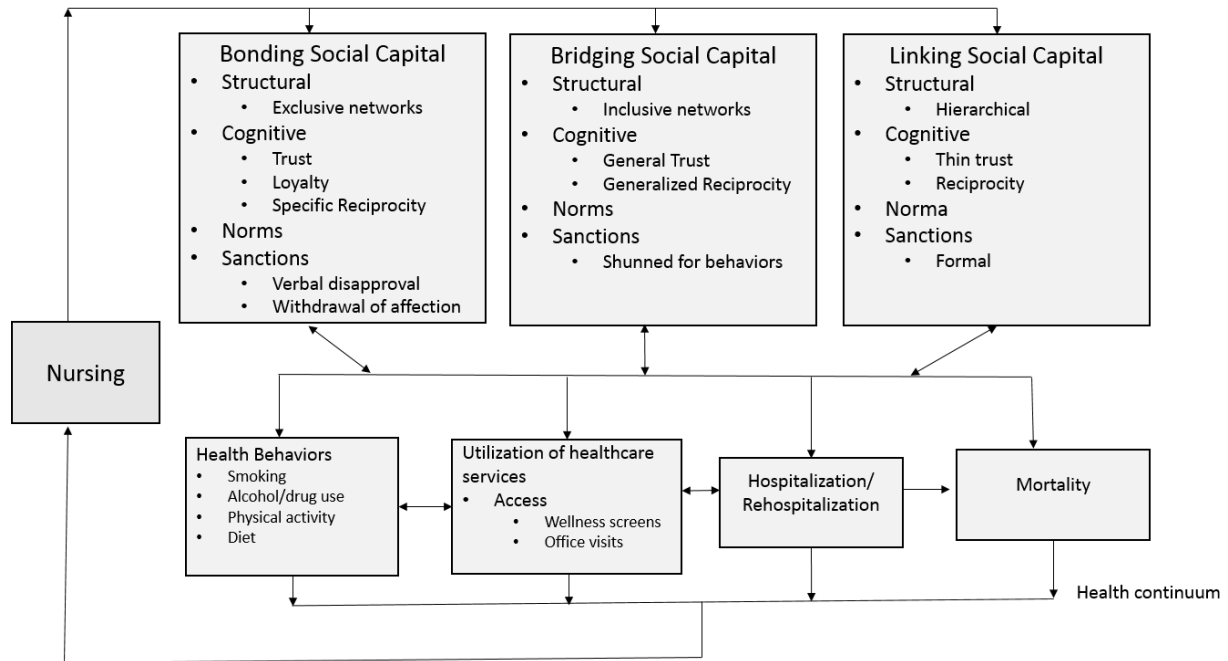 Bonding Social Capital
• Structural
• Exclusive networks
• Cognitive
• Trust
• Loyalty
• Specific Reciprocity
• Norms
• Sanctions
• Verbal disapproval
• Withdrawal of affection
Bridging Social Capital
• Structural
• Inclusive networks
• Cognitive
• General Trust
• Generalized Reciprocity
• Norms
• Sanctions
• Shunned for behaviors
Linking Social Capital
• Structural
• Hierarchical
• Cognitive
• Thin trust
• Reciprocity
• Norma
• Sanctions
• Formal
Nursing
Health Behaviors
• Smoking
• Alcohol/drug use
• Physical activity
• Diet
Utilization of healthcare
services
• Access
• Wellness screens
• Office visits
Hospitalization/
Rehospitalization
Mortality
Health continuum